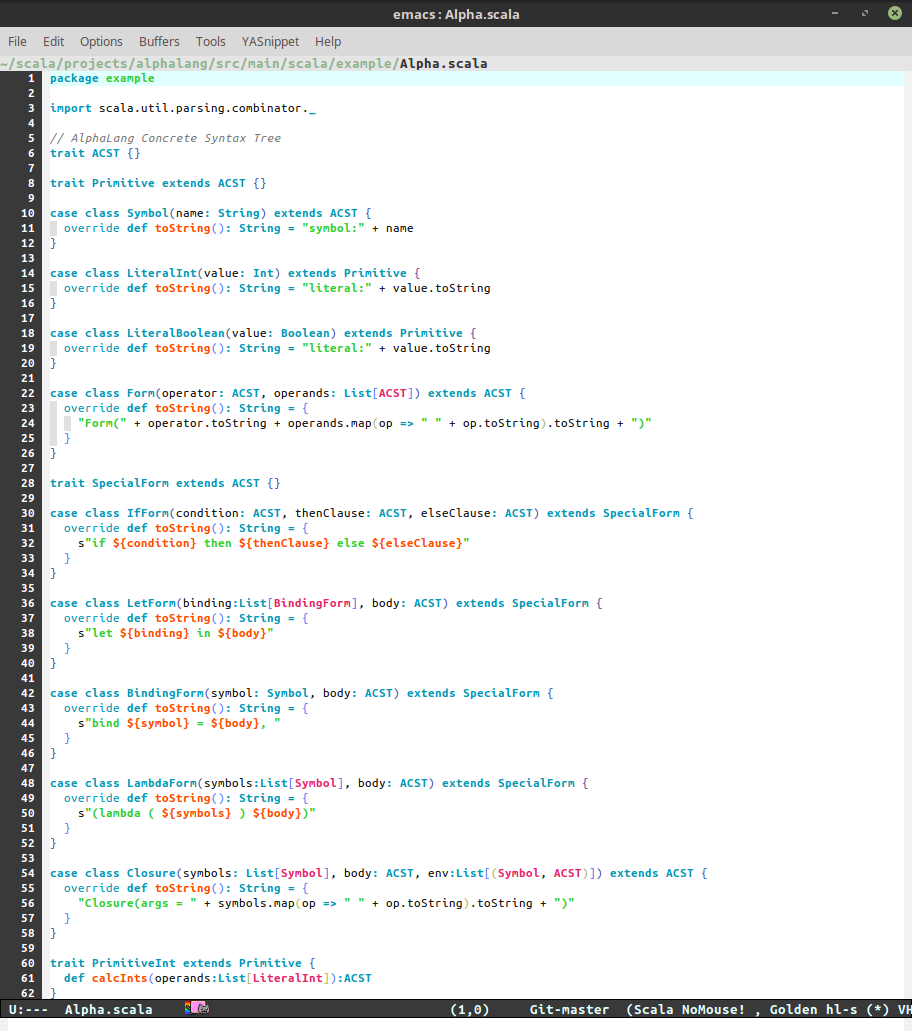 emacs : Alpha.scala
File Edit Options Buffers Tools YASnippet Help
~/scala/projects/alphalang/src/main/scala/example/Alpha.scala
1 package example
2
3 import scala.util.parsing.combinator._
4
5 // AlphaLang Concrete Syntax Tree
6 trait ACST {}
7
8 trait Primitive extends ACST {}
9
10 case class Symbol(name: String) extends ACST {
11   override def toString(): String = "symbol:" + name
12 }
13
14 case class LiteralInt(value: Int) extends Primitive {
15   override def toString(): String = "literal:" + value.toString
16 }
17
18 case class LiteralBoolean(value: Boolean) extends Primitive {
19   override def toString(): String = "literal:" + value.toString
20 }
21
22 case class Form(operator: ACST, operands: List[ACST]) extends ACST {
23   override def toString(): String = {
24     "Form(" + operator.toString + operands.map(op => " " + op.toString).toString + ")"
25   }
26 }
27
28 trait SpecialForm extends ACST {}
29
30 case class IfForm(condition: ACST, thenClause: ACST, elseClause: ACST) extends SpecialForm {
31   override def toString(): String = {
32     s"if ${condition} then ${thenClause} else ${elseClause}"
33   }
34 }
35
36 case class LetForm(binding:List[BindingForm], body: ACST) extends SpecialForm {
37   override def toString(): String = {
38     s"let ${binding} in ${body}"
39   }
40 }
41
42 case class BindingForm(symbol: Symbol, body: ACST) extends SpecialForm {
43   override def toString(): String = {
44     s"bind ${symbol} = ${body}, "
45   }
46 }
47
48 case class LambdaForm(symbols:List[Symbol], body: ACST) extends SpecialForm {
49   override def toString(): String = {
50     s"(lambda ( ${symbols} ) ${body})"
51   }
52 }
53
54 case class Closure(symbols: List[Symbol], body: ACST, env:List[(Symbol, ACST)]) extends ACST {
55   override def toString(): String = {
56     "Closure(args = " + symbols.map(op => " " + op.toString).toString + ")"
57   }
58 }
59
60 trait PrimitiveInt extends Primitive {
61   def calcInts(operands:List[LiteralInt]):ACST
62 }
U:--- Alpha.scala (1,0) Git-master (Scala NoMouse! , Golden hl-s (*) VH